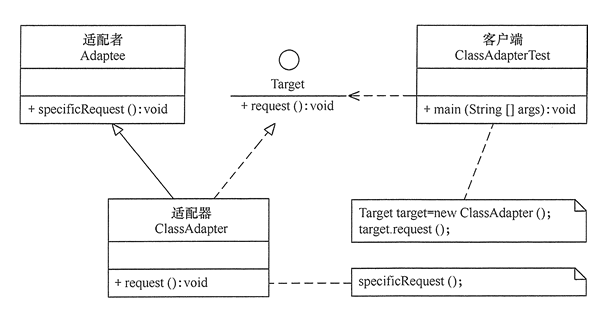 适配者
Adaptee
+ specificRequest ():void
Target
+ request ():void
客户端
ClassAdapterTest
+ main (String [] args):void
适配器
ClassAdapter
+ request ():void
Target target=new ClassAdapter ();
target.request ();
specificRequest ();